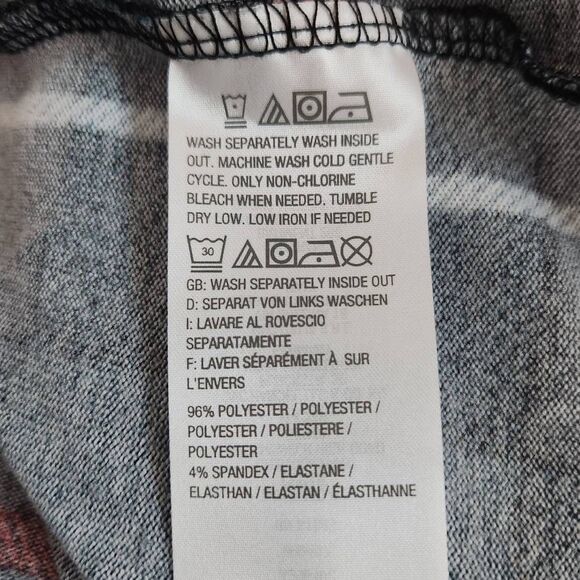 WASH SEPARATELY WASH INSIDE
OUT. MACHINE WASH COLD GENTLE
CYCLE. ONLY NON-CHLORINE
BLEACH WHEN NEEDED. TUMBLE
DRY LOW. LOW IRON IF NEEDED
30
GB: WASH SEPARATELY INSIDE OUT
D: SEPARAT VON LINKS WASCHEN
I: LAVARE AL ROVESCIO
SEPARATAMENTE
F: LAVER SÉPARÉMENT À SUR
L'ENVERS
96% POLYESTER / POLYESTER /
POLYESTER / POLIESTERE /
POLYESTER
4% SPANDEX / ELASTANE /
ELASTHAN / ELASTAN / ÉLASTHANNE